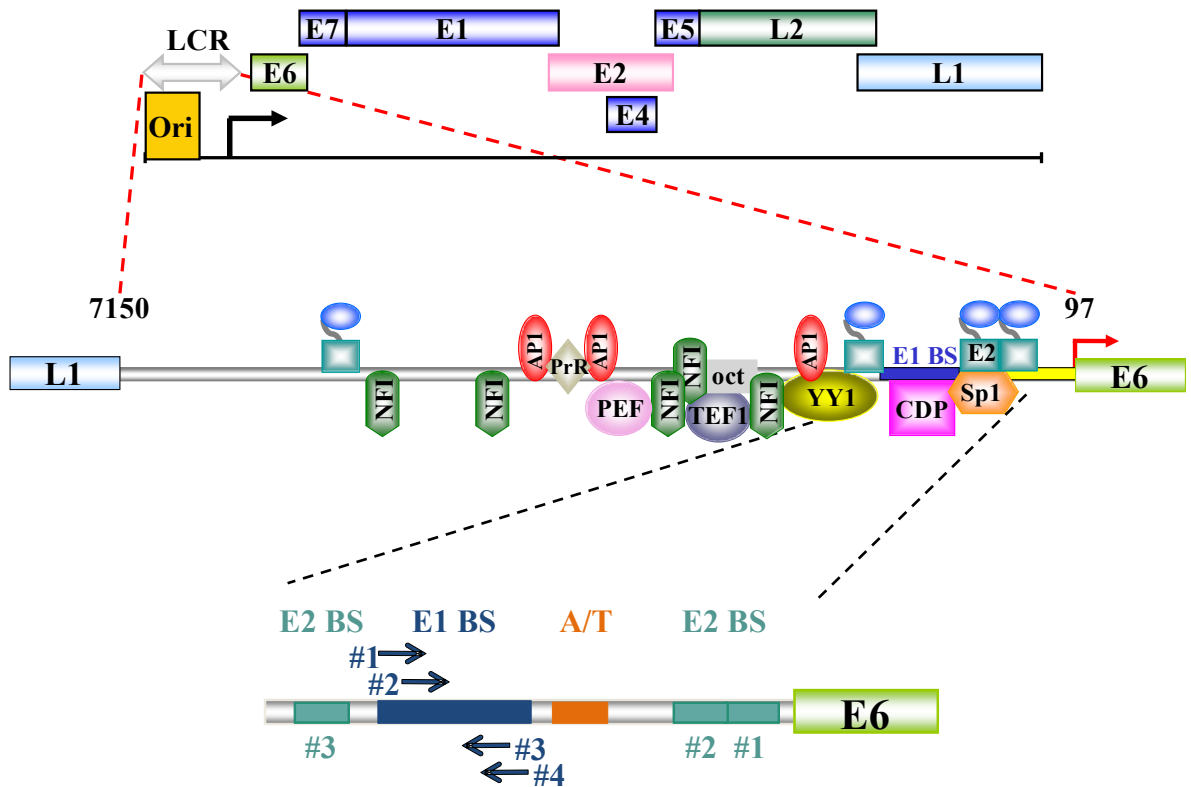 E7 E1 E5 L2
LCR E6 E2 L1
E4
Ori
7150 97
AP1 PrR AP1 NFI oct AP1 E1 BS E2
L1 E6
NFI NFI PEF NFI TEF1 NFI YY1 CDP Sp1
E2 BS E1 BS A/T E2 BS
#1
#2
E6
#3 #3 #2 #1
#4